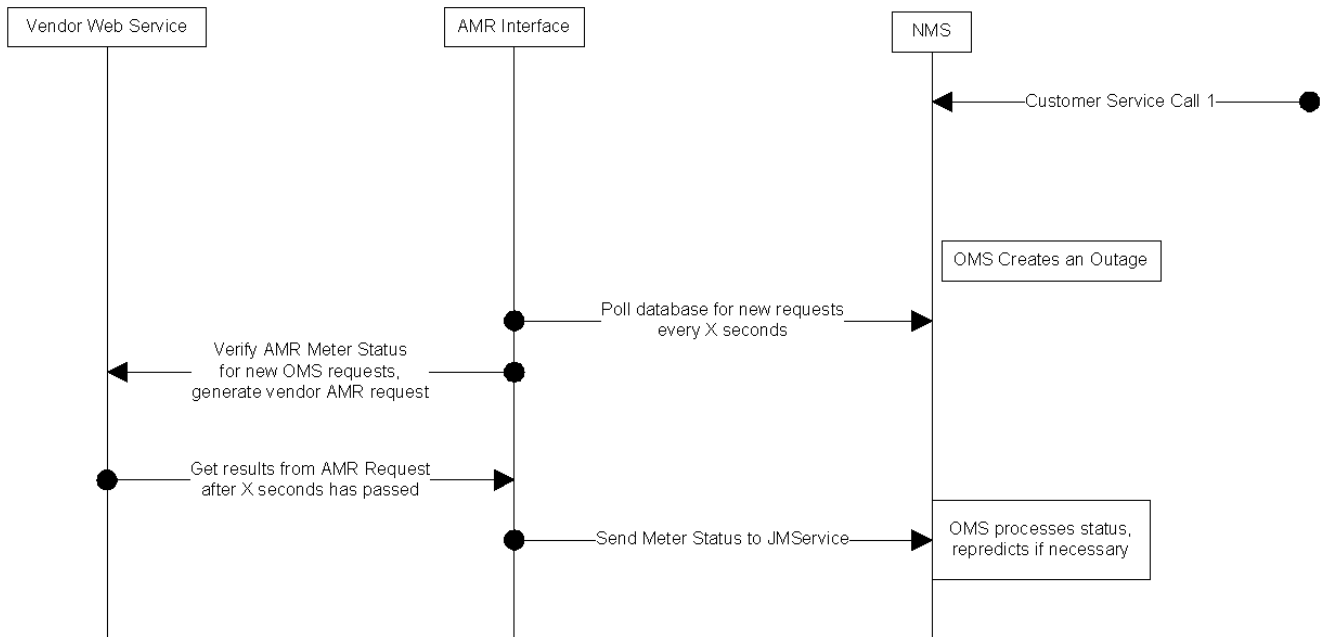 Vendor Web Service
AMR Interface
NMS
Customer Service Call 1
OMS Creates an Outage
Poll database for new requests
every X seconds
Verify AMR Meter Status
for new OMS requests,
generate vendor AMR request
Get results from AMR Request
after X seconds has passed
Send Meter Status to JMService
OMS processes status,
repredicts if necessary